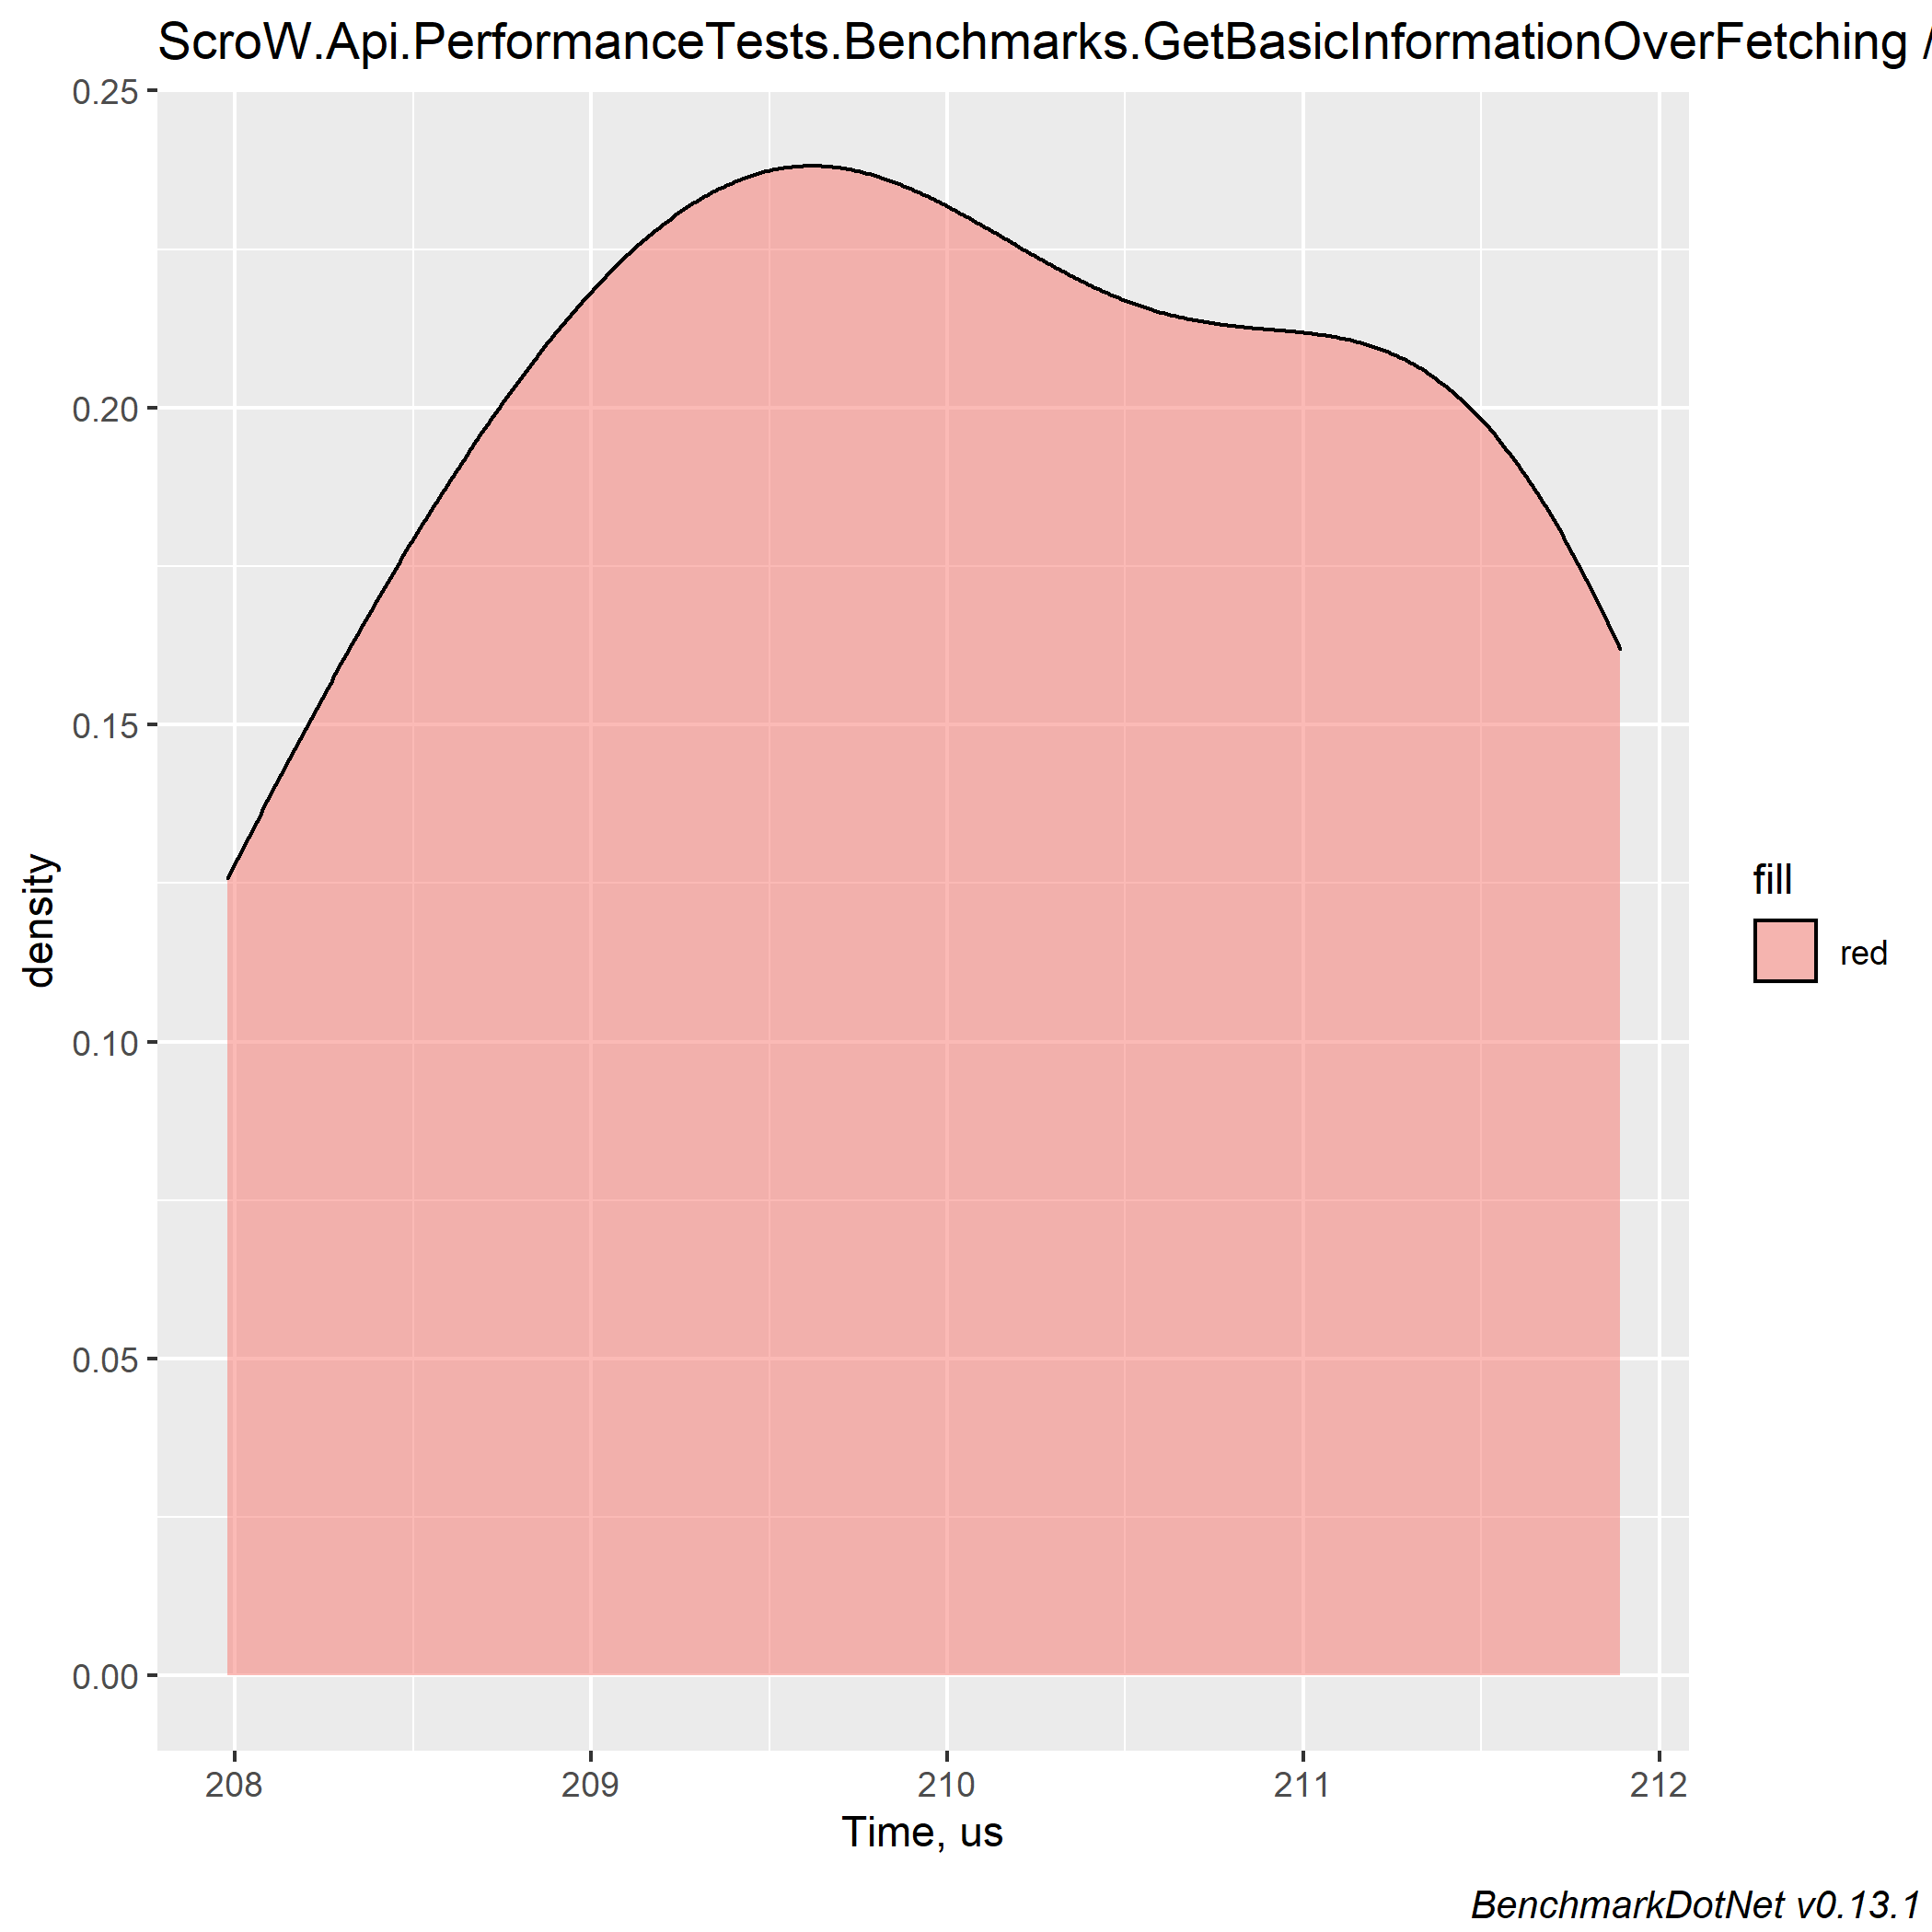 ScroW.Api.PerformanceTests.Benchmarks.GetBasicInformationOverFetching /
0.25
0.20
0.15
0.10
0.05
0.00
density
208 209 210 211 212
Time, us
fill
red
BenchmarkDotNet v0.13.1